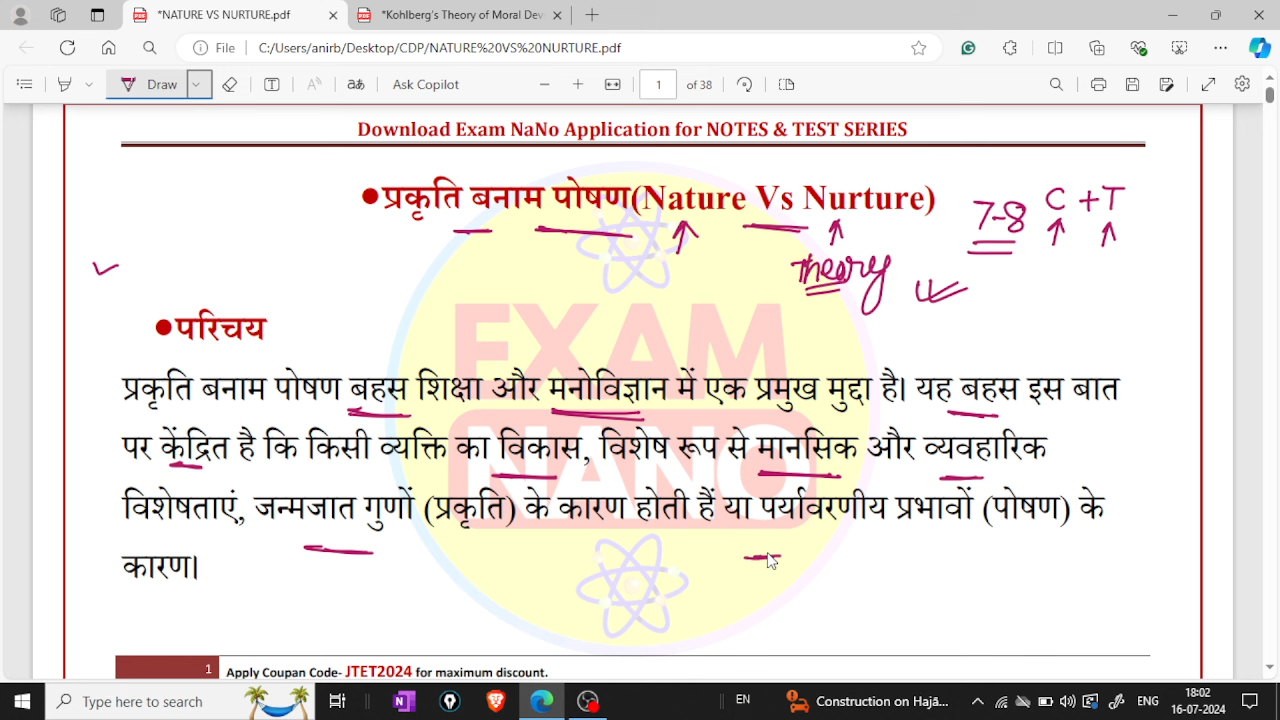 *NATURE VS NURTURE.pdf
*Kohlberg's Theory of Moral Dev
File
C:/Users/anirb/Desktop/CDP/NATURE%20VS%20NURTURE.pdf
Draw
Ask Copilot
1 of 38
Download Exam NaNo Application for NOTES & TEST SERIES
●प्रकृति बनाम पोषण(Nature Vs Nurture)
7-8 C + T
Theory
●परिचय
प्रकृति बनाम पोषण बहस शिक्षा और मनोविज्ञान में एक प्रमुख मुद्दा है। यह बहस इस बात
पर केंद्रित है कि किसी व्यक्ति का विकास, विशेष रूप से मानसिक और व्यवहारिक
विशेषताएं, जन्मजात गुणों (प्रकृति) के कारण होती हैं या पर्यावरणीय प्रभावों (पोषण) के
कारण।
EXAM
NANO
1 Apply Coupan Code- JTET2024 for maximum discount.
Type here to search
EN
Construction on Hajā...
ENG
18:02
16-07-2024